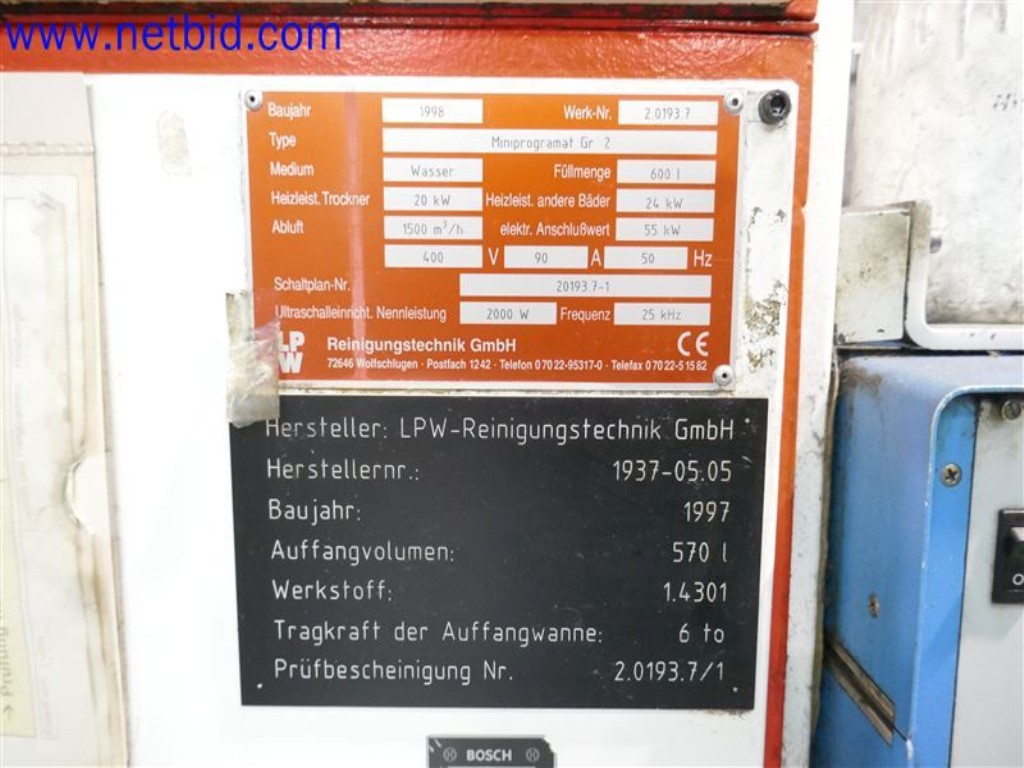 www.netbid.com
Baujahr 1998 Werk-Nr. 2.0193.7
Type Miniprogramat Gr 2
Medium Wasser Füllmenge 600 l
Heizleist. Trockner 20 kW Heizleist. andere Bäder 24 kW
Abluft 1500 m³/h elektr. Anschlußwert 55 kW
400 V 90 A 50 Hz
Schaltplan-Nr. 20193.7-1
Ultraschalleinricht. Nennleistung 2000 W Frequenz 25 kHz
LPW Reinigungstechnik GmbH CE
72646 Wolfschlugen · Postfach 1242 · Telefon 0 70 22-953 17-0 · Telefax 0 70 22-5 15 82
Hersteller: LPW-Reinigungstechnik GmbH
Herstellernr.: 1937-05.05
Baujahr: 1997
Auffangvolumen: 570 l
Werkstoff: 1.4301
Tragkraft der Auffangwanne: 6 to
Prüfbescheinigung Nr. 2.0193.7/1
BOSCH